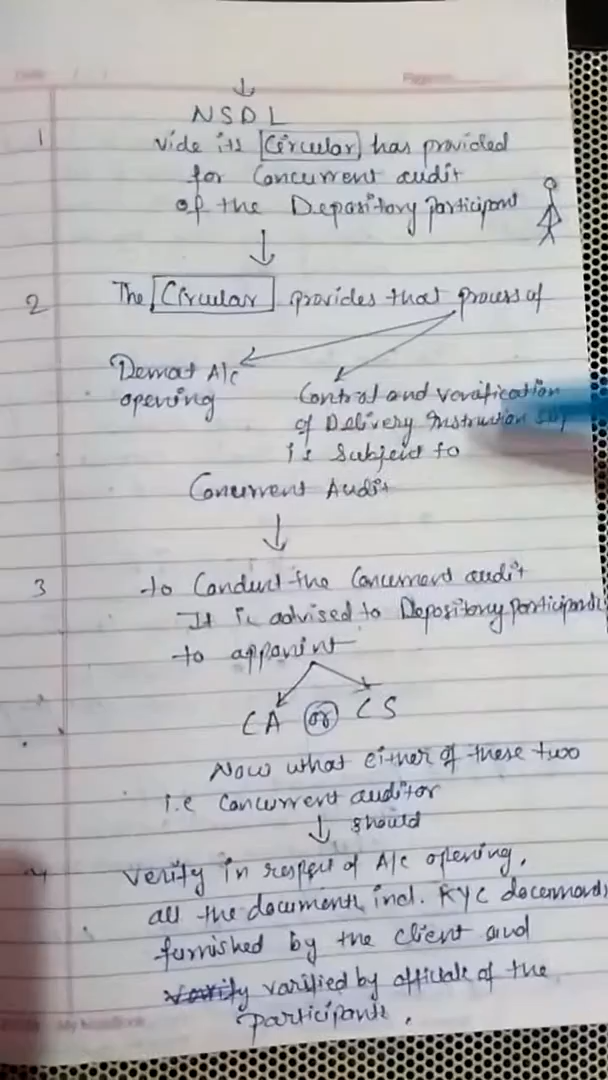 NSDL
1 vide its Circular has provided
for Concurrent audit
of the Depository participant
2 The Circular provides that process of
Demat A/c
opening
Control and verification
of Delivery Instruction
is Subject to
Concurrent Audit
3 to Conduct the Concurrent audit
It is advised to Depository participants
to appoint
CA or CS
Now what either of these two
i.e Concurrent auditor
should
4 Verify in respect of A/c opening,
all the documents incl. KYC documents
furnished by the client and
varified by officials of the
participants.